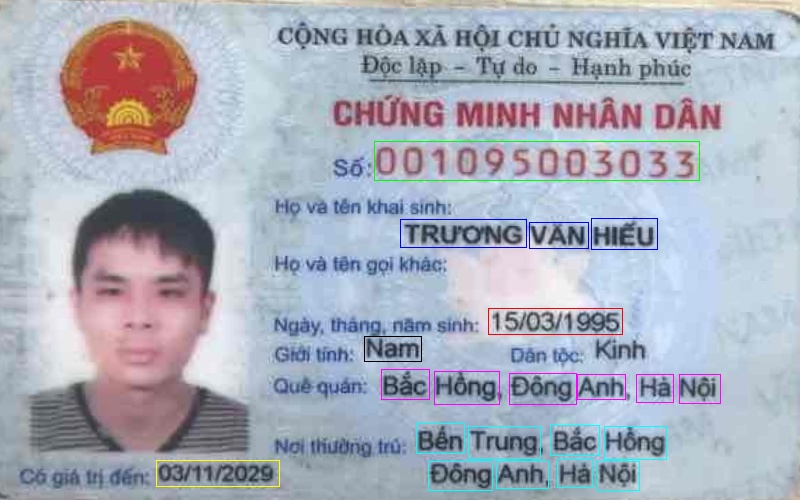 CỘNG HÒA XÃ HỘI CHỦ NGHĨA VIỆT NAM
Độc lập – Tự do – Hạnh phúc
CHỨNG MINH NHÂN DÂN
Số: 001095003033
Họ và tên khai sinh:
TRƯƠNG VĂN HIẾU
Họ và tên gọi khác:
Ngày, tháng, năm sinh: 15/03/1995
Giới tính: Nam Dân tộc: Kinh
Quê quán: Bắc Hồng, Đông Anh, Hà Nội
Nơi thường trú: Bến Trung, Bắc Hồng
Đông Anh, Hà Nội
Có giá trị đến: 03/11/2029